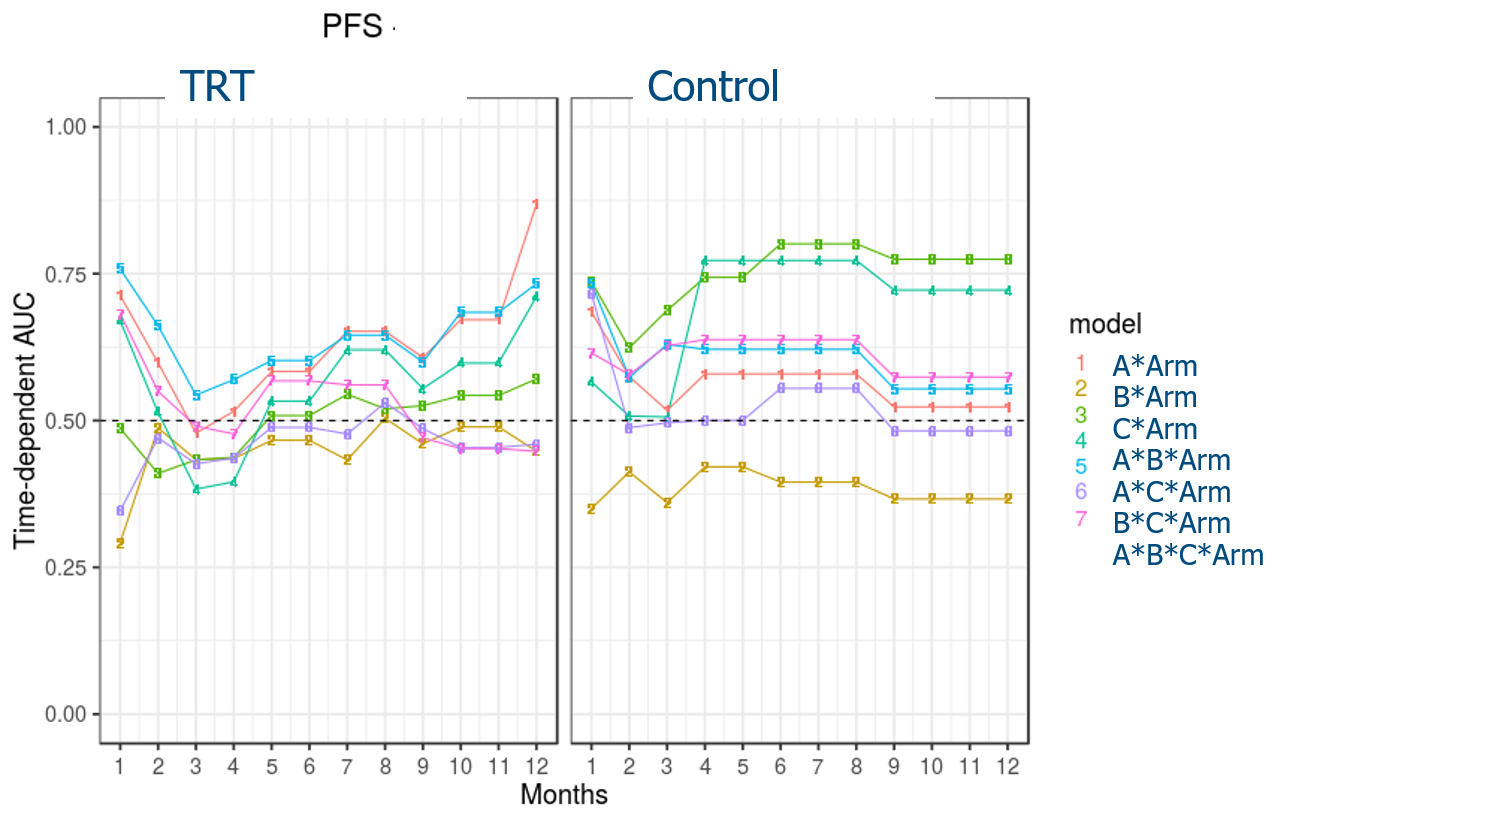 PFS
TRT
Control
Time-dependent AUC
1.00
0.75
0.50
0.25
0.00
1 2 3 4 5 6 7 8 9 10 11 12
1 2 3 4 5 6 7 8 9 10 11 12
Months
model
1 A*Arm
2 B*Arm
3 C*Arm
4 A*B*Arm
5 A*C*Arm
6 B*C*Arm
7 A*B*C*Arm